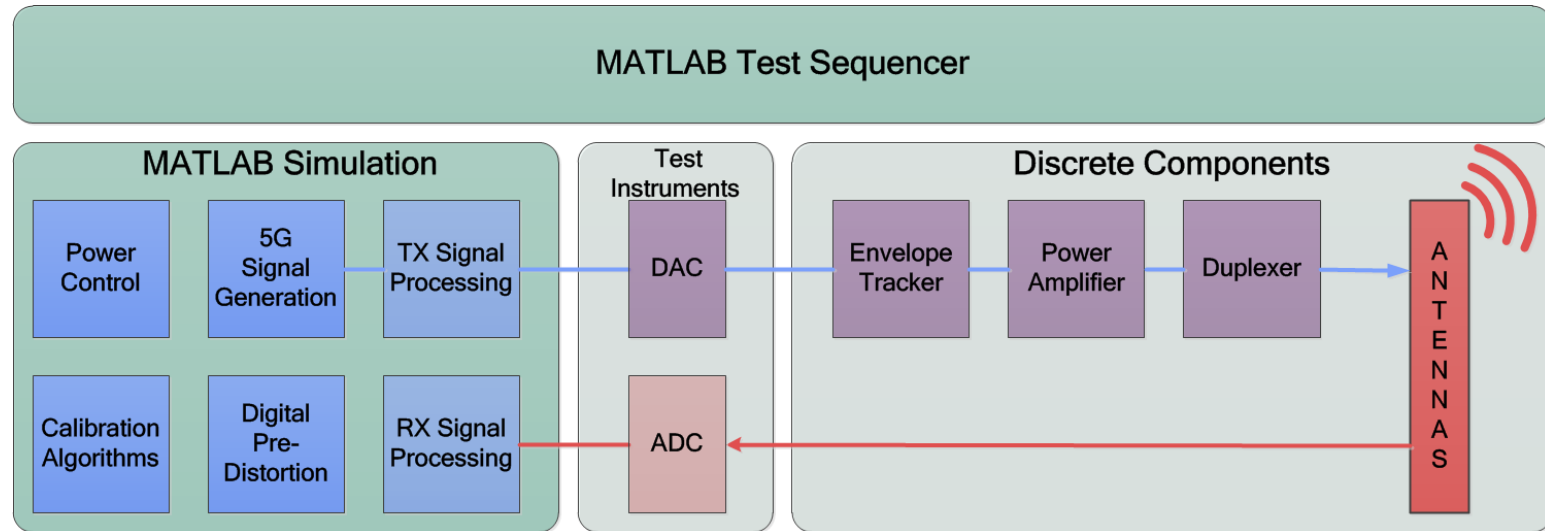 MATLAB Test Sequencer
MATLAB Simulation
Test
Instruments
Discrete Components
Power
Control
5G
Signal
Generation
TX Signal
Processing
DAC
Envelope
Tracker
Power
Amplifier
Duplexer
A
N
T
E
N
N
A
S
Calibration
Algorithms
Digital
Pre-
Distortion
RX Signal
Processing
ADC